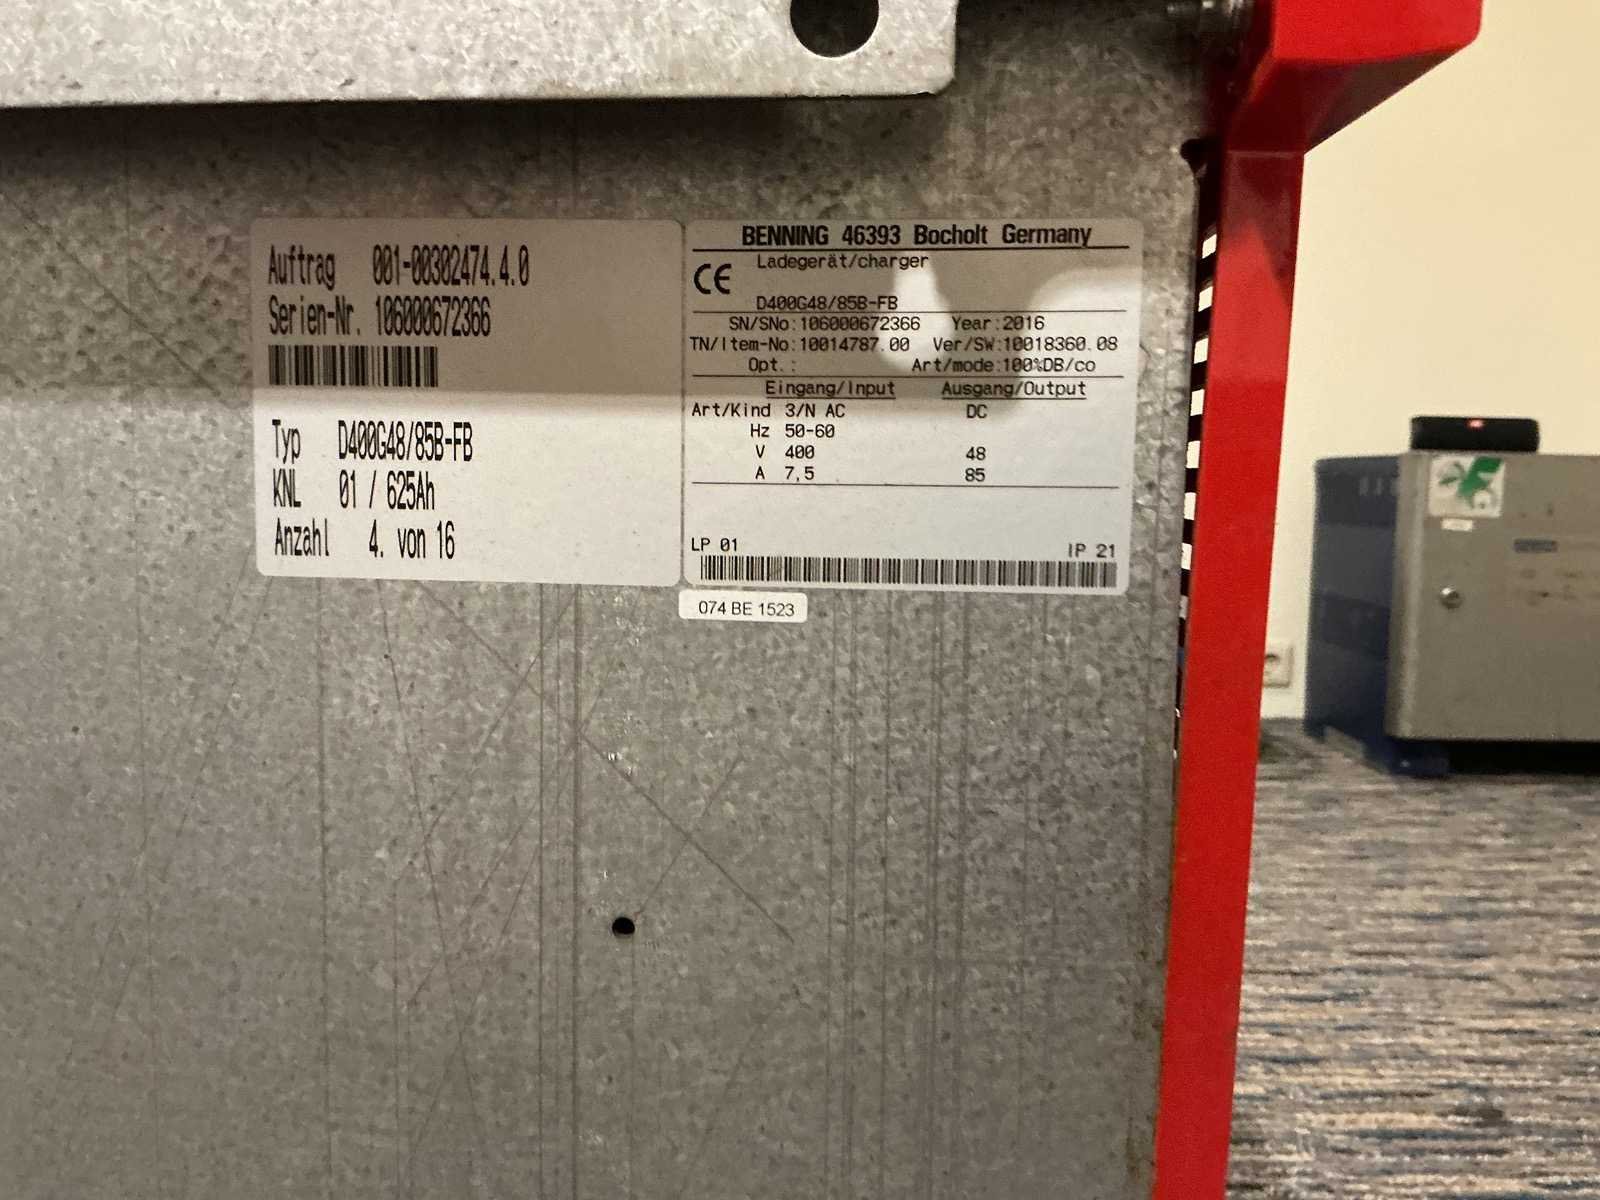 Auftrag 001-00302474.4.0
Serien-Nr. 106000672366
Typ D400G48/85B-FB
KNL 01 / 625Ah
Anzahl 4. von 16
BENNING 46393 Bocholt Germany
CE Ladegerät/charger
D400G48/85B-FB
SN/SNo:106000672366 Year:2016
TN/Item-No:10014787.00 Ver/SW:10018360.08
Opt.: Art/mode:100%DB/co
Eingang/Input Ausgang/Output
Art/Kind 3/N AC DC
Hz 50-60
V 400 48
A 7,5 85
LP 01 IP 21
074 BE 1523